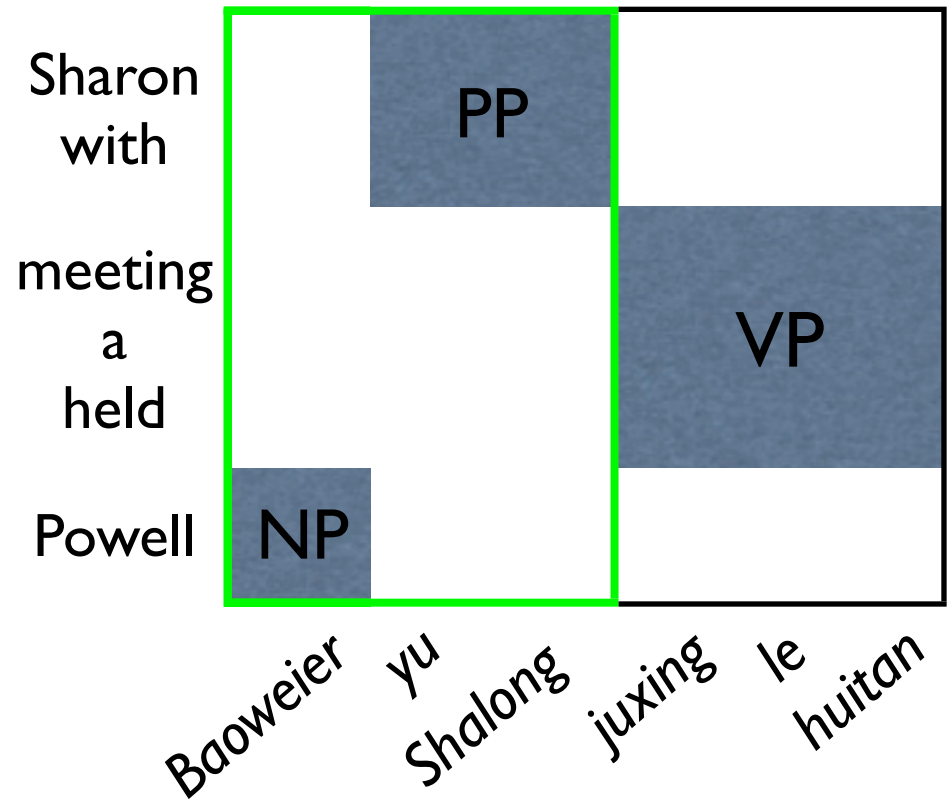 Sharon
with
PP
meeting
a
held
VP
Powell
NP
Baoweier
yu
Shalong
juxing
le
huitan